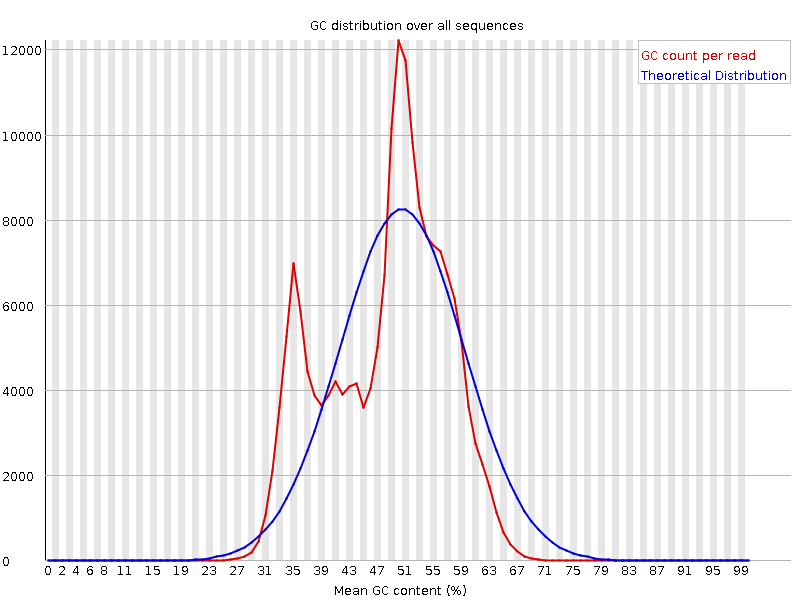 GC distribution over all sequences
GC count per read
Theoretical Distribution
12000
10000
8000
6000
4000
2000
0
0 2 4 6 8 11 15 19 23 27 31 35 39 43 47 51 55 59 63 67 71 75 79 83 87 91 95 99
Mean GC content (%)